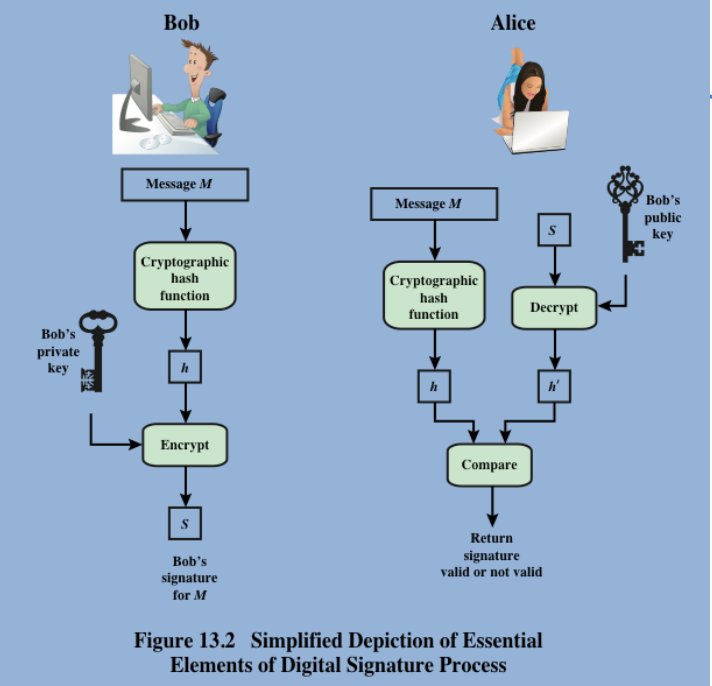 Bob
Message M
Cryptographic
hash
function
Bob's
private
key
h
Encrypt
S
Bob's
signature
for M
Alice
Message M
Cryptographic
hash
function
h
S
Bob's
public
key
Decrypt
h'
Compare
Return
signature
valid or not valid
Figure 13.2 Simplified Depiction of Essential
Elements of Digital Signature Process